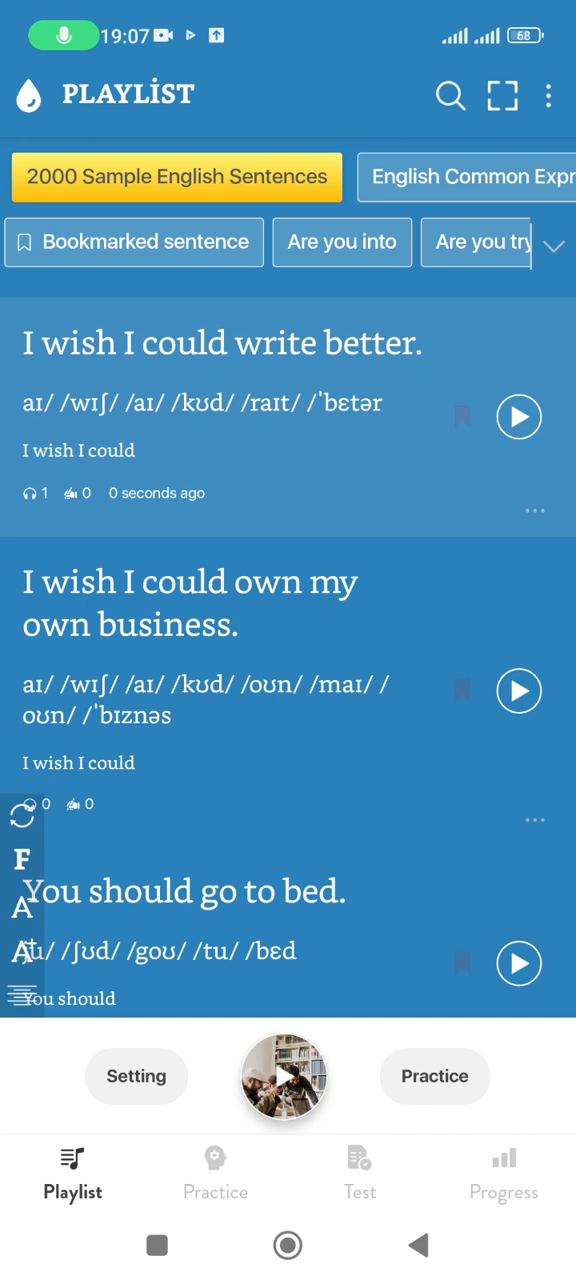 19:07
68
PLAYLİST
2000 Sample English Sentences
English Common Expr
Bookmarked sentence
Are you into
Are you try
I wish I could write better.
aɪ/ /wɪʃ/ /aɪ/ /kʊd/ /raɪt/ /ˈbɛtər
I wish I could
1 0 0 seconds ago
I wish I could own my
own business.
aɪ/ /wɪʃ/ /aɪ/ /kʊd/ /oʊn/ /maɪ/ /
oʊn/ /ˈbɪznəs
I wish I could
0 0
F
You should go to bed.
A
ju/ /ʃʊd/ /goʊ/ /tu/ /bɛd
A
You should
Setting
Practice
Playlist
Practice
Test
Progress